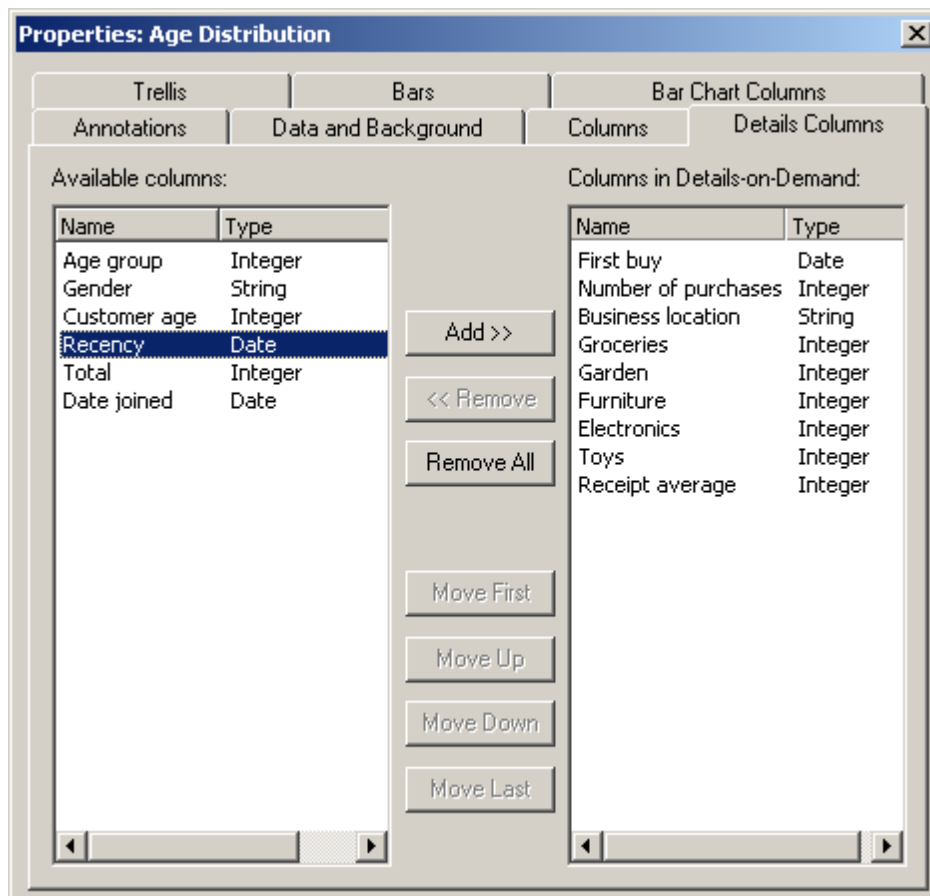 Properties: Age Distribution
Trellis Bars Bar Chart Columns
Annotations Data and Background Columns Details Columns
Available columns:
Name Type
Age group Integer
Gender String
Customer age Integer
Recency Date
Total Integer
Date joined Date
Add >>
<< Remove
Remove All
Move First
Move Up
Move Down
Move Last
Columns in Details-on-Demand:
Name Type
First buy Date
Number of purchases Integer
Business location String
Groceries Integer
Garden Integer
Furniture Integer
Electronics Integer
Toys Integer
Receipt average Integer